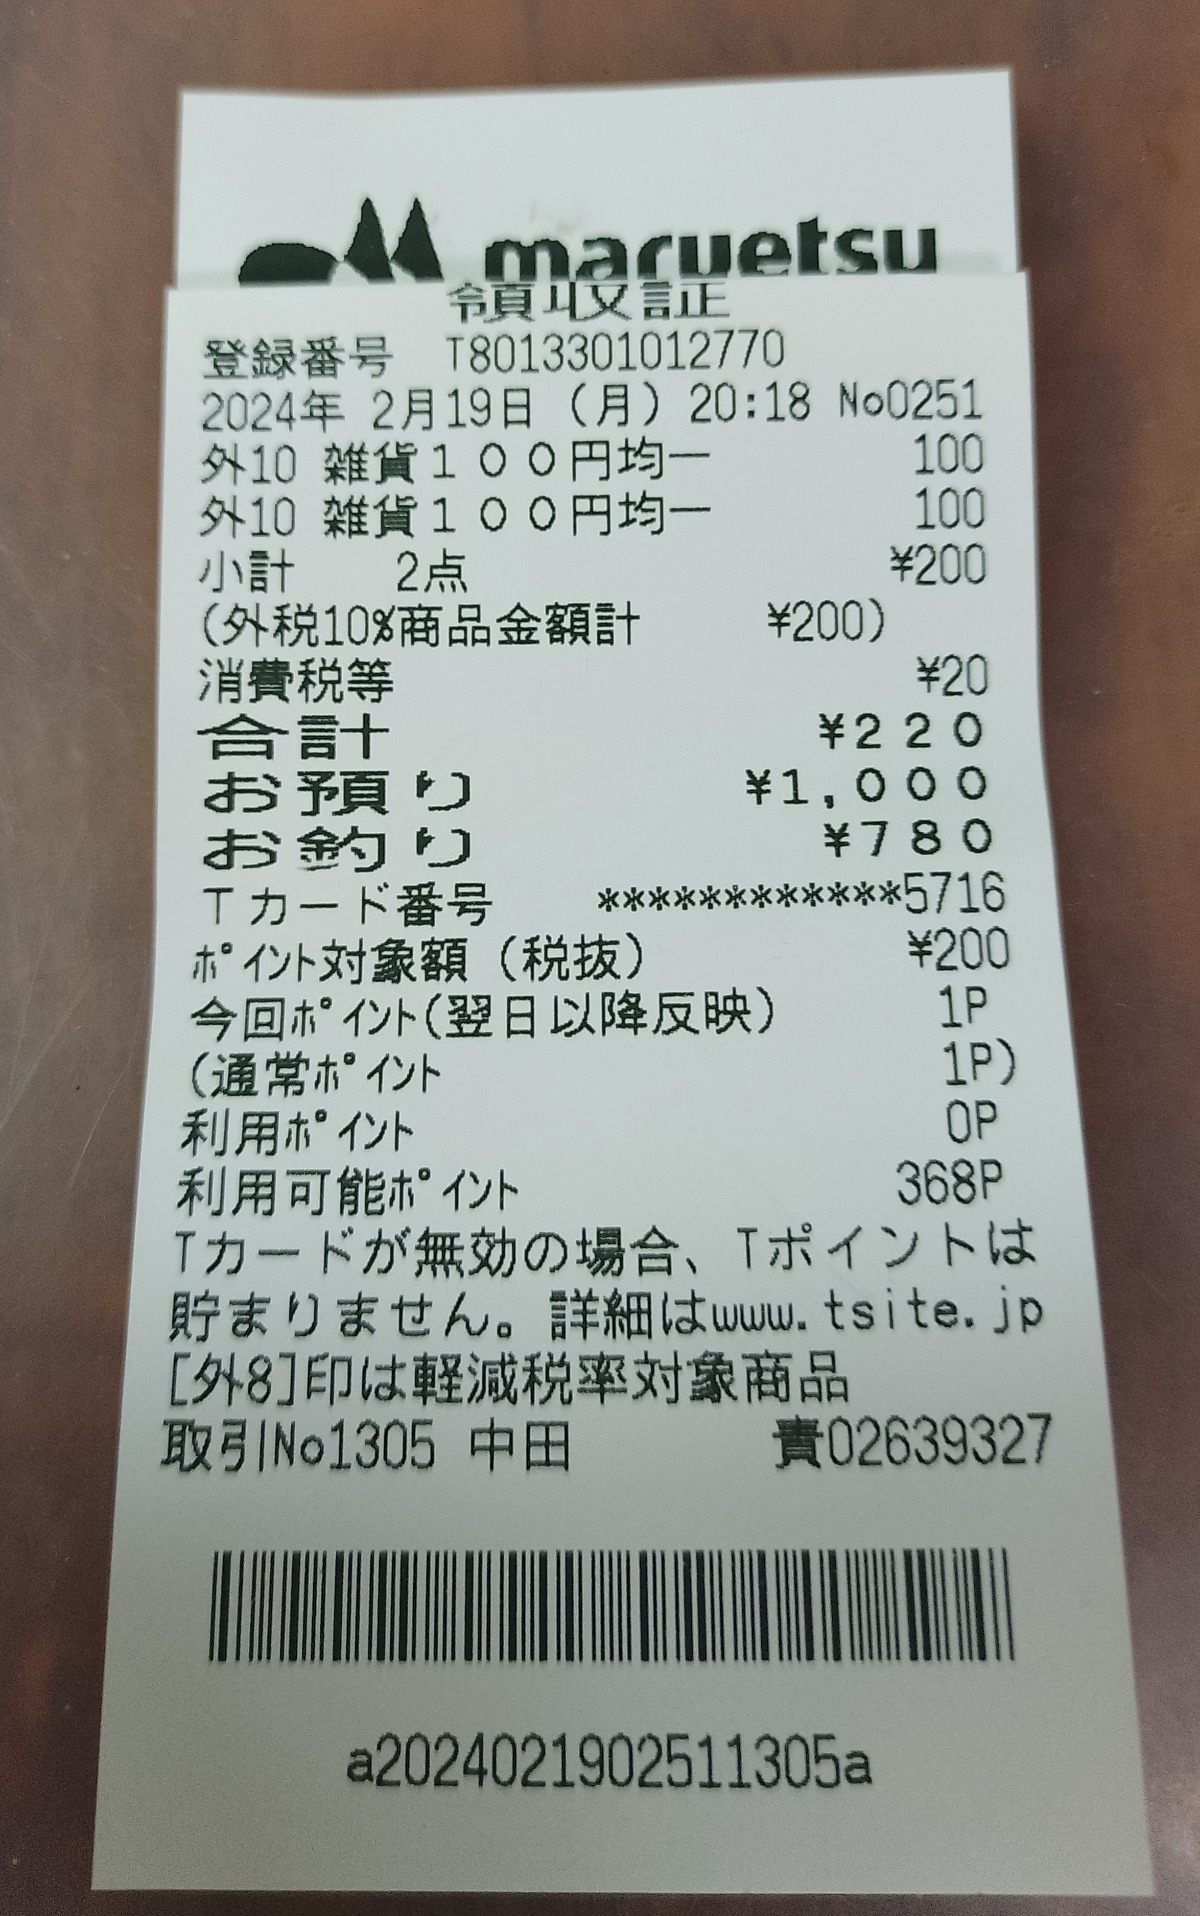 maruetsu
領収証
登録番号 T8013301012770
2024年 2月19日（月）20:18 No0251
外10 雑貨１００円均一 100
外10 雑貨１００円均一 100
小計 2点 ¥200
(外税10%商品金額計 ¥200)
消費税等 ¥20
合計 ¥２２０
お預り ¥１,０００
お釣り ¥７８０
Ｔカード番号 ************5716
ﾎﾟｲﾝﾄ対象額（税抜） ¥200
今回ﾎﾟｲﾝﾄ(翌日以降反映) 1P
(通常ﾎﾟｲﾝﾄ 1P)
利用ﾎﾟｲﾝﾄ 0P
利用可能ﾎﾟｲﾝﾄ 368P
Tカードが無効の場合、Tポイントは
貯まりません。詳細はwww.tsite.jp
[外8]印は軽減税率対象商品
取引No1305 中田 責02639327
a2024021902511305a